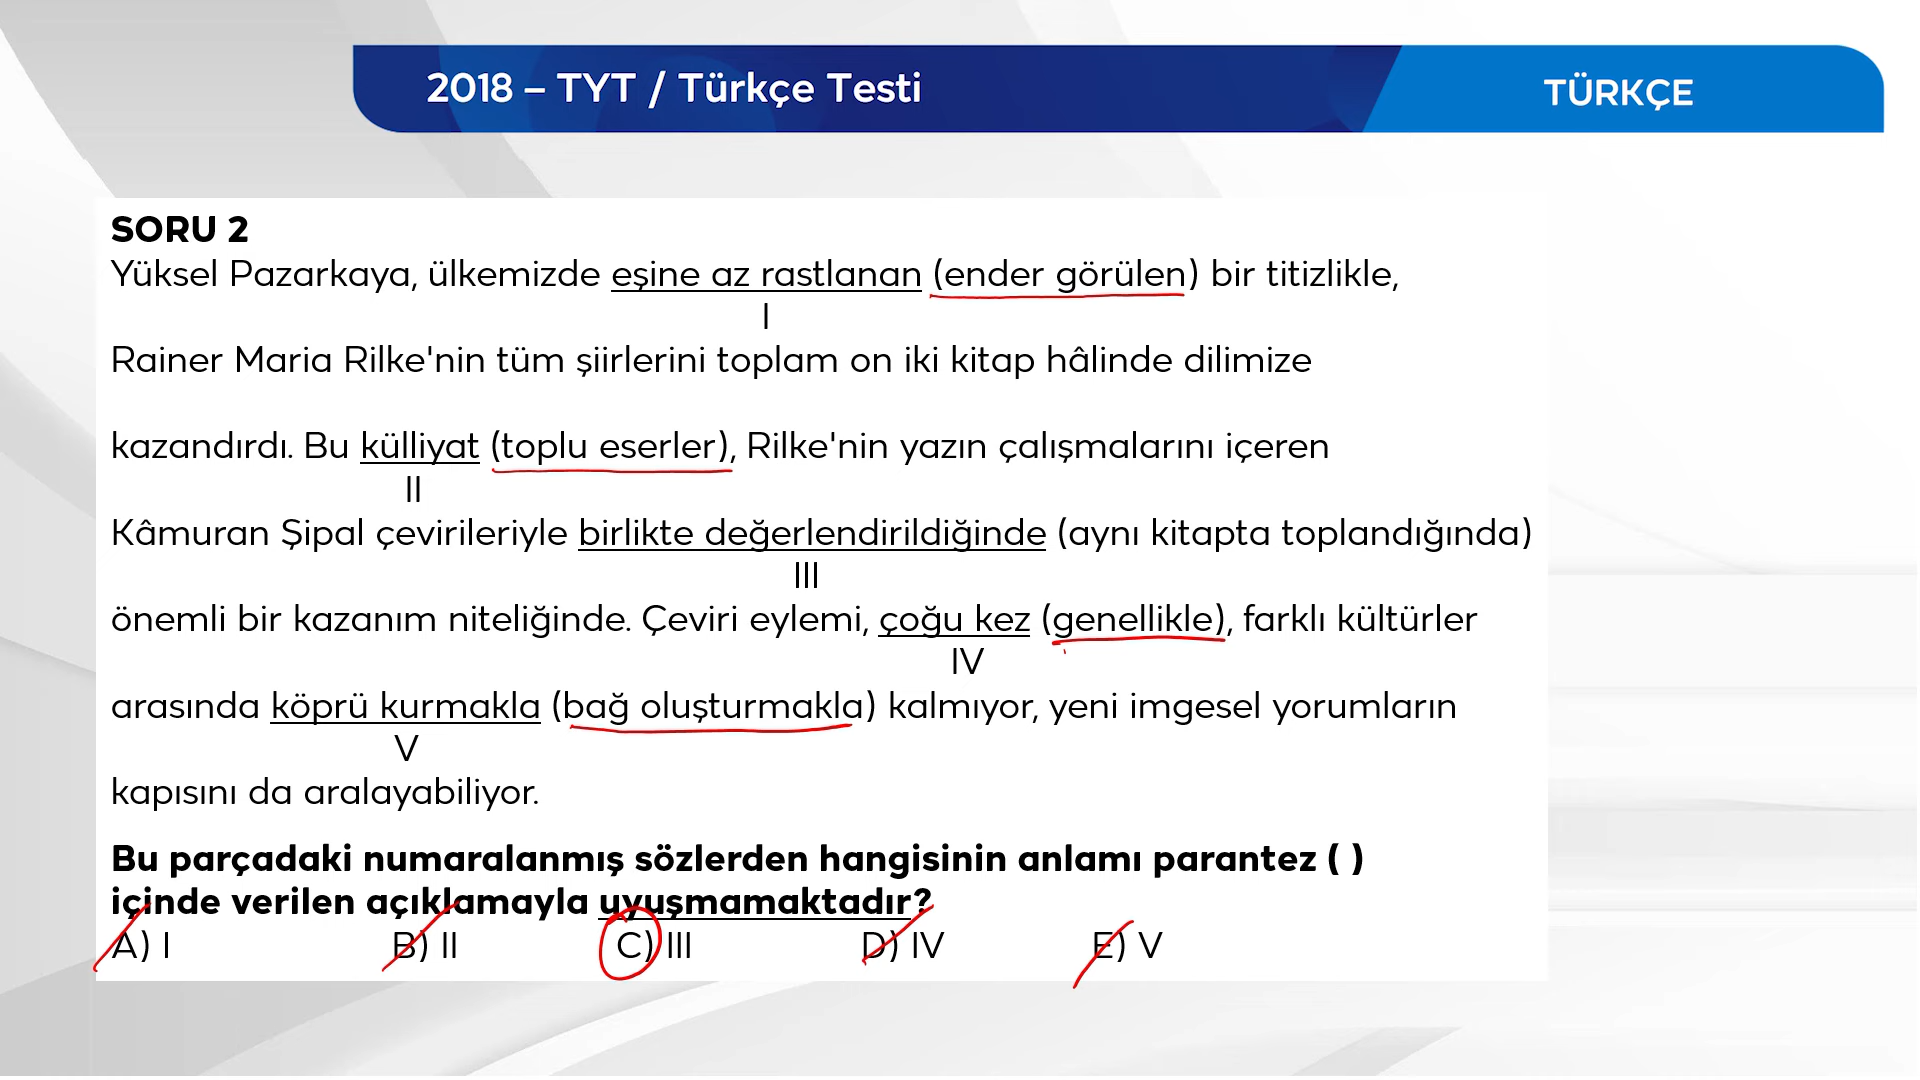 2018 – TYT / Türkçe Testi
TÜRKÇE
SORU 2
Yüksel Pazarkaya, ülkemizde eşine az rastlanan (ender görülen) bir titizlikle,
I
Rainer Maria Rilke'nin tüm şiirlerini toplam on iki kitap hâlinde dilimize
kazandırdı. Bu külliyat (toplu eserler), Rilke'nin yazın çalışmalarını içeren
II
Kâmuran Şipal çevirileriyle birlikte değerlendirildiğinde (aynı kitapta toplandığında)
III
önemli bir kazanım niteliğinde. Çeviri eylemi, çoğu kez (genellikle), farklı kültürler
IV
arasında köprü kurmakla (bağ oluşturmakla) kalmıyor, yeni imgesel yorumların
V
kapısını da aralayabiliyor.
Bu parçadaki numaralanmış sözlerden hangisinin anlamı parantez ( )
içinde verilen açıklamayla uyuşmamaktadır?
A) I B) II C) III D) IV E) V